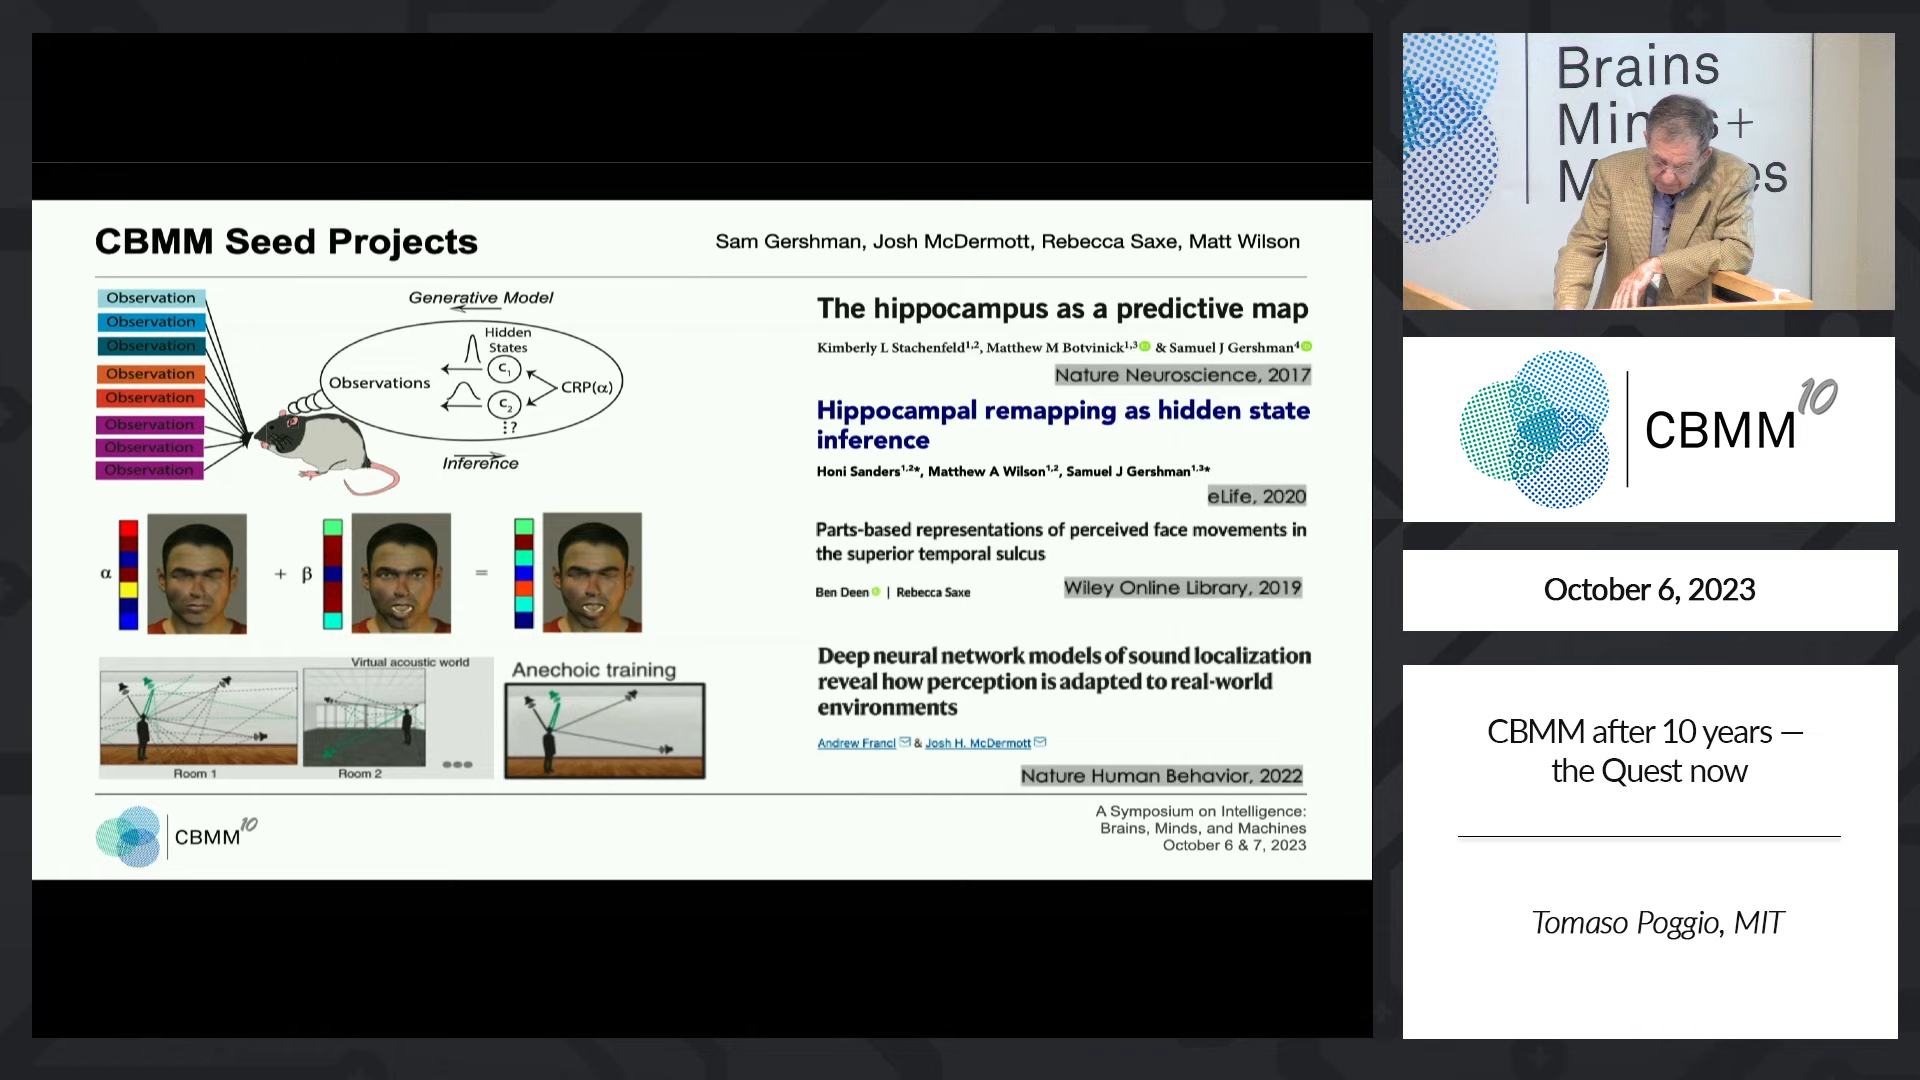 CBMM Seed Projects
Sam Gershman, Josh McDermott, Rebecca Saxe, Matt Wilson
Observation
Observation
Observation
Observation
Observation
Observation
Observation
Observation
Generative Model
Hidden
States
Observations
C1
C2
CRP(α)
⋮?
Inference
α
+ β
=
Virtual acoustic world
Room 1
Room 2
Anechoic training
The hippocampus as a predictive map
Kimberly L Stachenfeld1,2, Matthew M Botvinick1,3 & Samuel J Gershman4
Nature Neuroscience, 2017
Hippocampal remapping as hidden state
inference
Honi Sanders1,2*, Matthew A Wilson1,2, Samuel J Gershman1,3*
eLife, 2020
Parts-based representations of perceived face movements in
the superior temporal sulcus
Ben Deen | Rebecca Saxe
Wiley Online Library, 2019
Deep neural network models of sound localization
reveal how perception is adapted to real-world
environments
Andrew Francl & Josh H. McDermott
Nature Human Behavior, 2022
CBMM10
A Symposium on Intelligence:
Brains, Minds, and Machines
October 6 & 7, 2023
Brains
Min s+
M es
CBMM10
October 6, 2023
CBMM after 10 years —
the Quest now
Tomaso Poggio, MIT